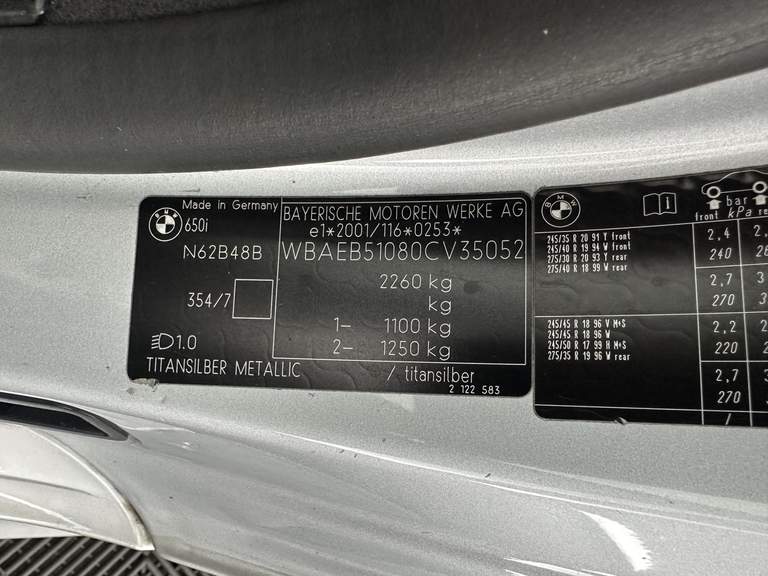 BMW
Made in Germany
650i
N62B48B
354/7
1.0
TITANSILBER METALLIC
BAYERISCHE MOTOREN WERKE AG
e1*2001/116*0253*
WBAEB51080CV35052
2260 kg
kg
1- 1100 kg
2- 1250 kg
/ titansilber
2 122 583
BMW
bar
front kPa re
245/35 R 20 91 Y front
245/40 R 19 94 W front
275/30 R 20 93 Y rear
275/40 R 18 99 W rear
2,4
240
2,7
270
245/45 R 18 96 V M+S
245/45 R 18 96 W
245/50 R 17 99 H M+S
275/35 R 19 96 W rear
2,2
220
2,7
270
/